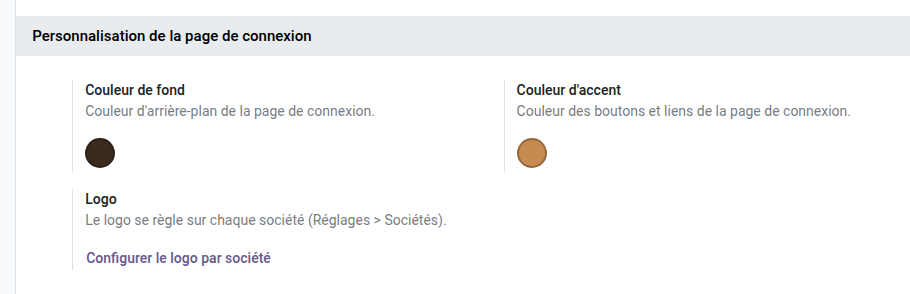 Personnalisation de la page de connexion
Couleur de fond
Couleur d'arrière-plan de la page de connexion.
Couleur d'accent
Couleur des boutons et liens de la page de connexion.
Logo
Le logo se règle sur chaque société (Réglages > Sociétés).
Configurer le logo par société